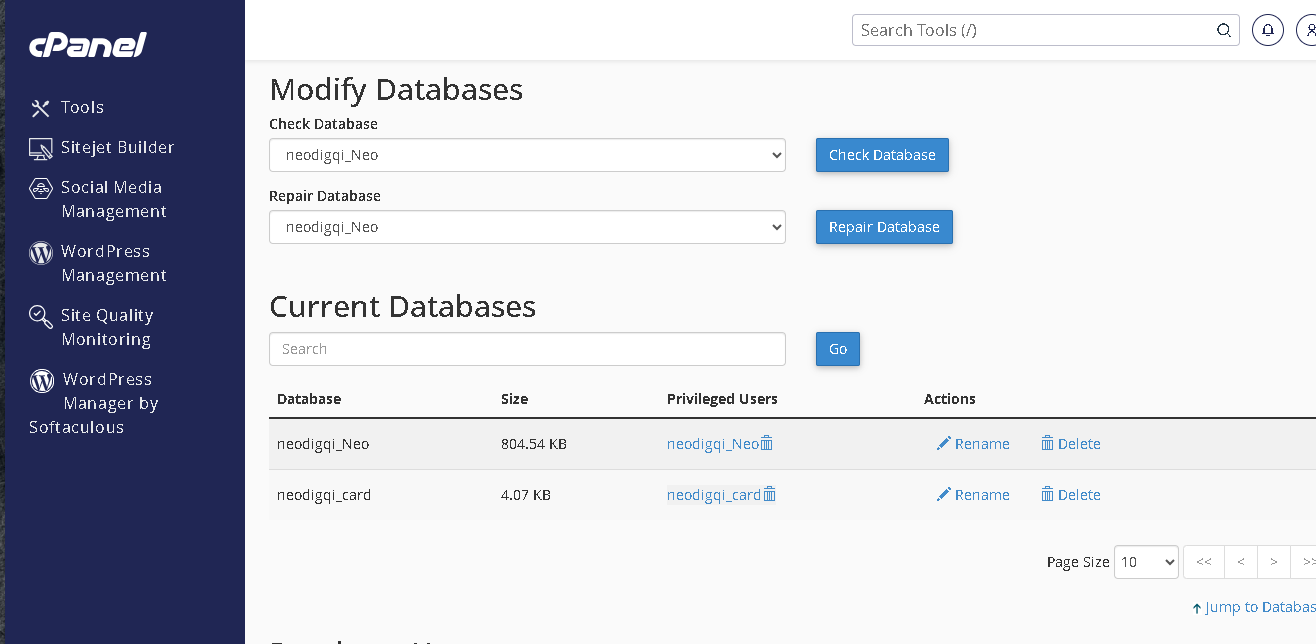 cPanel
Search Tools (/)
Tools
Sitejet Builder
Social Media
Management
WordPress
Management
Site Quality
Monitoring
WordPress
Manager by
Softaculous
Modify Databases
Check Database
neodigqi_Neo
Check Database
Repair Database
neodigqi_Neo
Repair Database
Current Databases
Search
Go
Database Size Privileged Users Actions
neodigqi_Neo 804.54 KB neodigqi_Neo Rename Delete
neodigqi_card 4.07 KB neodigqi_card Rename Delete
Page Size 10 << < > >>
Jump to Databas